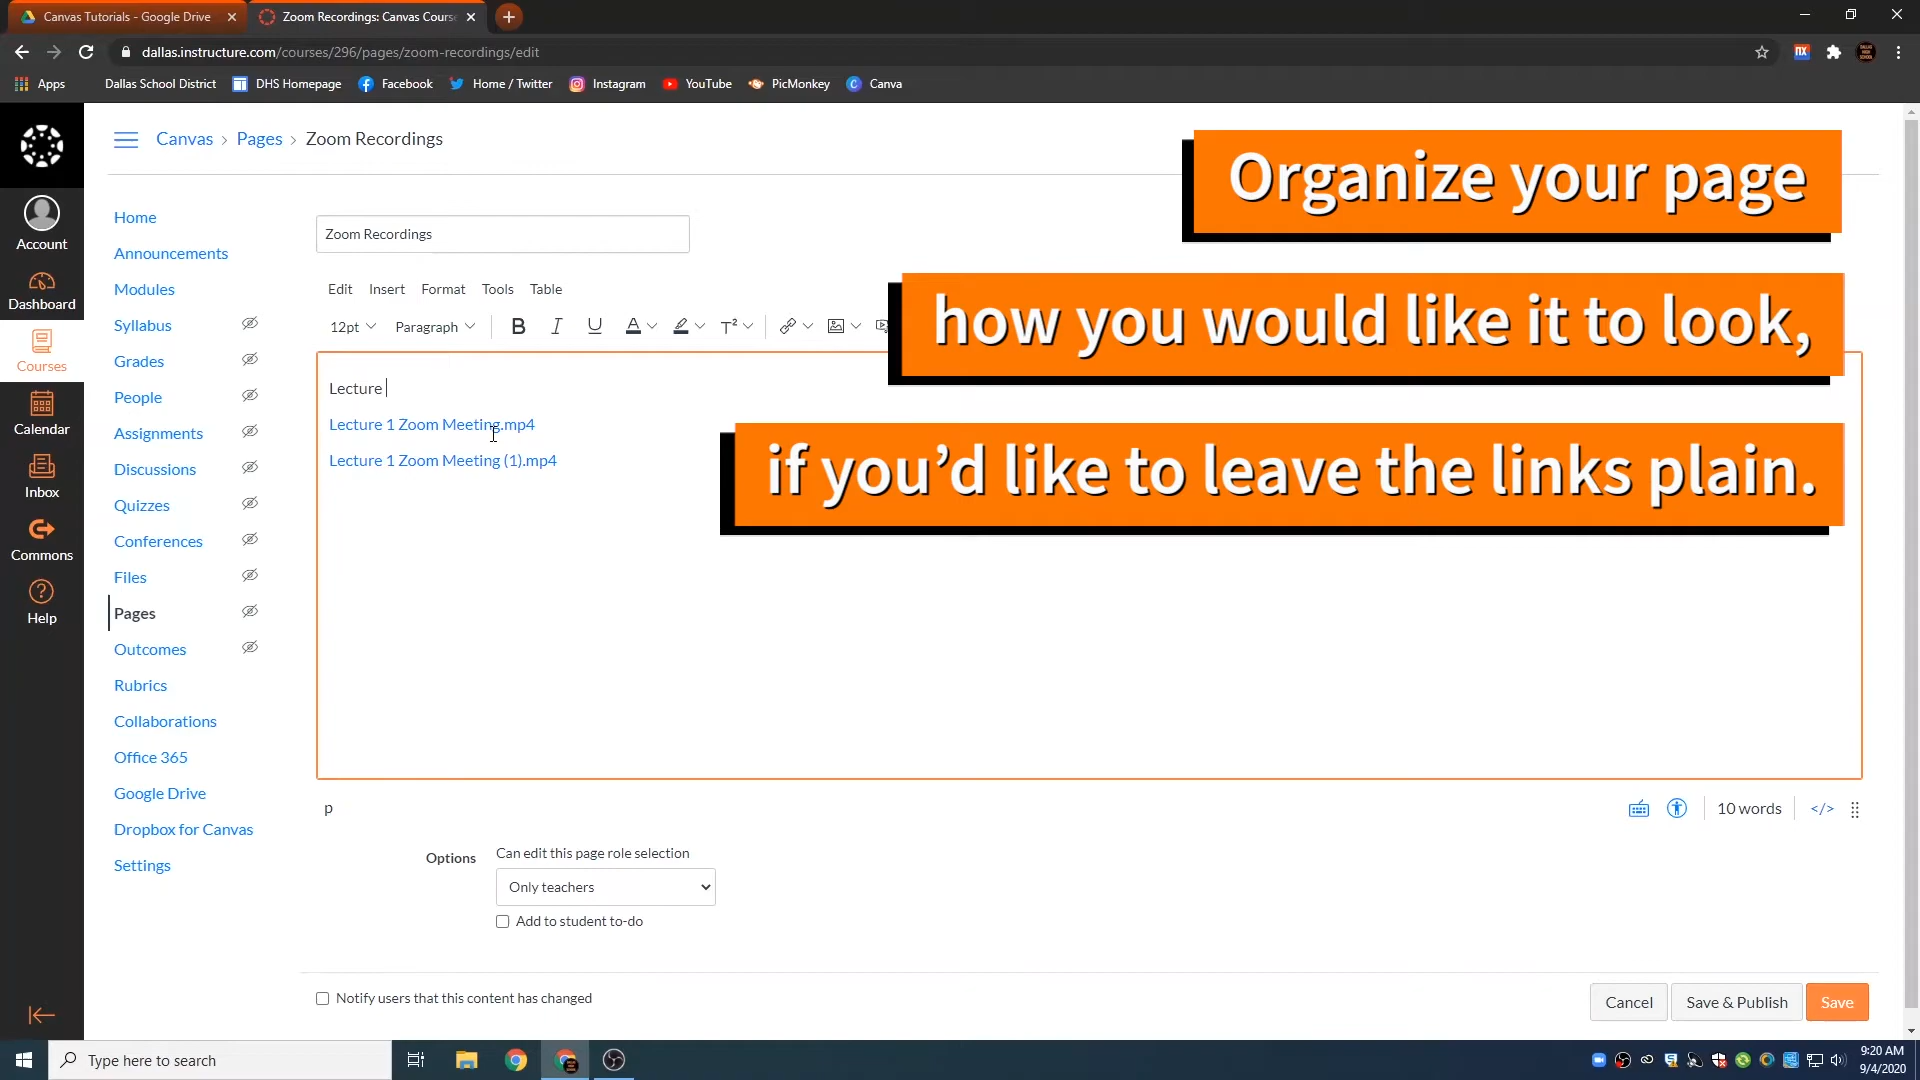 Canvas Tutorials - Google Drive
Zoom Recordings: Canvas Course
dallas.instructure.com/courses/296/pages/zoom-recordings/edit
Apps
Dallas School District
DHS Homepage
Facebook
Home / Twitter
Instagram
YouTube
PicMonkey
Canva
Canvas > Pages > Zoom Recordings
Organize your page
how you would like it to look,
if you’d like to leave the links plain.
Account
Dashboard
Courses
Calendar
Inbox
Commons
Help
Home
Announcements
Modules
Syllabus
Grades
People
Assignments
Discussions
Quizzes
Conferences
Files
Pages
Outcomes
Rubrics
Collaborations
Office 365
Google Drive
Dropbox for Canvas
Settings
Zoom Recordings
Edit Insert Format Tools Table
12pt Paragraph B I U A T²
Lecture
Lecture 1 Zoom Meeting.mp4
Lecture 1 Zoom Meeting (1).mp4
p
10 words </>
Options
Can edit this page role selection
Only teachers
Add to student to-do
Notify users that this content has changed
Cancel
Save & Publish
Save
Type here to search
9:20 AM
9/4/2020